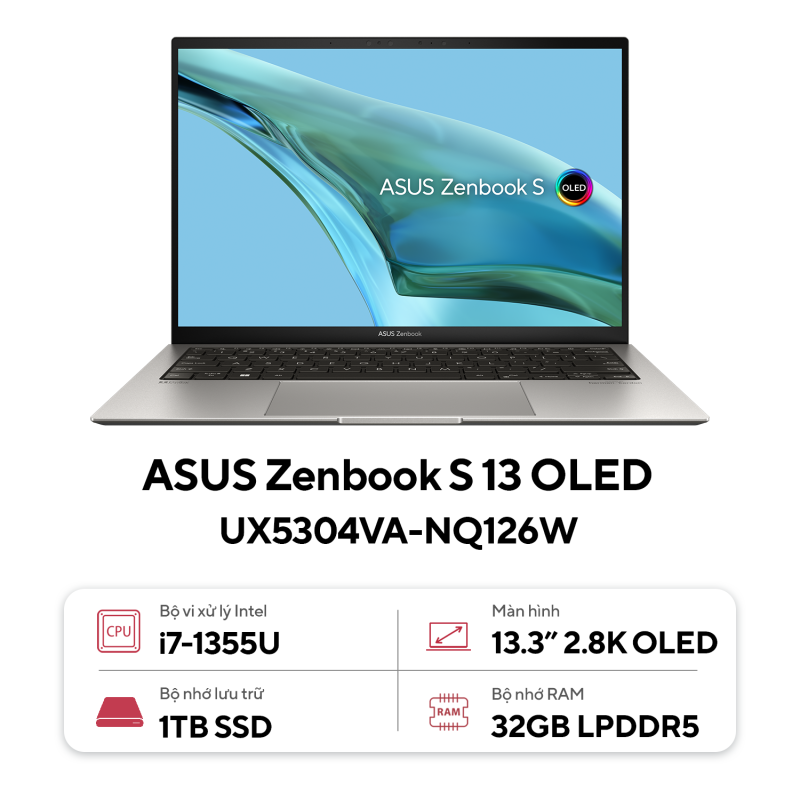 ASUS Zenbook S OLED
ASUS Zenbook
ASUS Zenbook S 13 OLED
UX5304VA-NQ126W
CPU
Bộ vi xử lý Intel
i7-1355U
Màn hình
13.3” 2.8K OLED
Bộ nhớ lưu trữ
1TB SSD
RAM
Bộ nhớ RAM
32GB LPDDR5